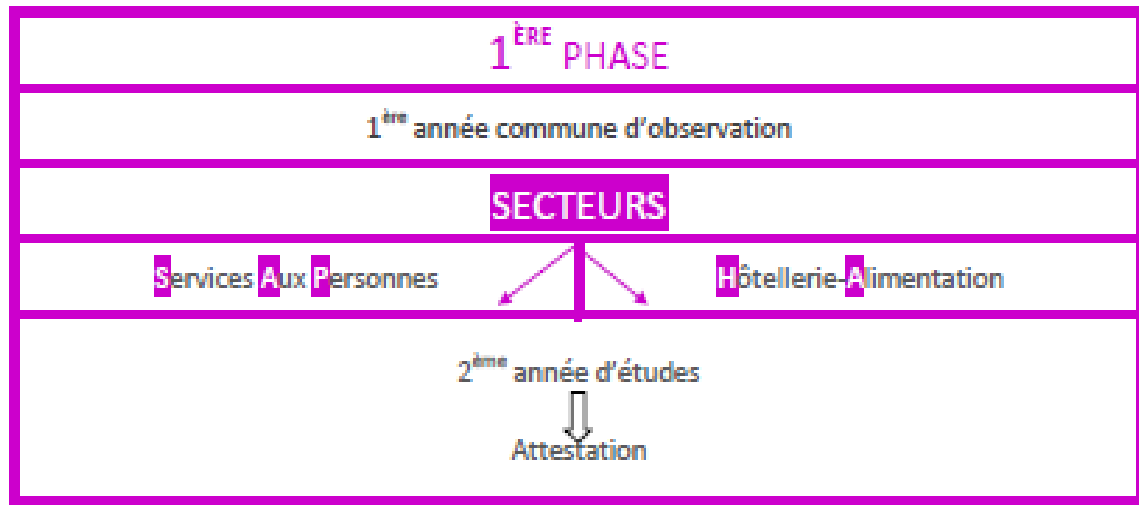 1ÈRE PHASE
1ère année commune d'observation
SECTEURS
Services Aux Personnes
Hôtellerie-Alimentation
2ème année d'études
Attestation